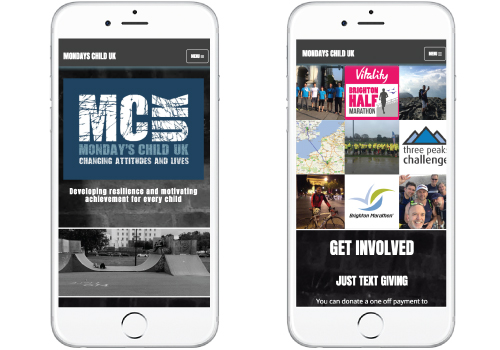 MONDAYS CHILD UK
MENU
MC UK
MONDAY'S CHILD UK
CHANGING ATTITUDES AND LIVES
Developing resilience and motivating
achievement for every child
MONDAYS CHILD UK
MENU
Vitality
BRIGHTON
HALF
MARATHON
three peaks
challenge
Brighton Marathon
GET INVOLVED
JUST TEXT GIVING
You can donate a one off payment to